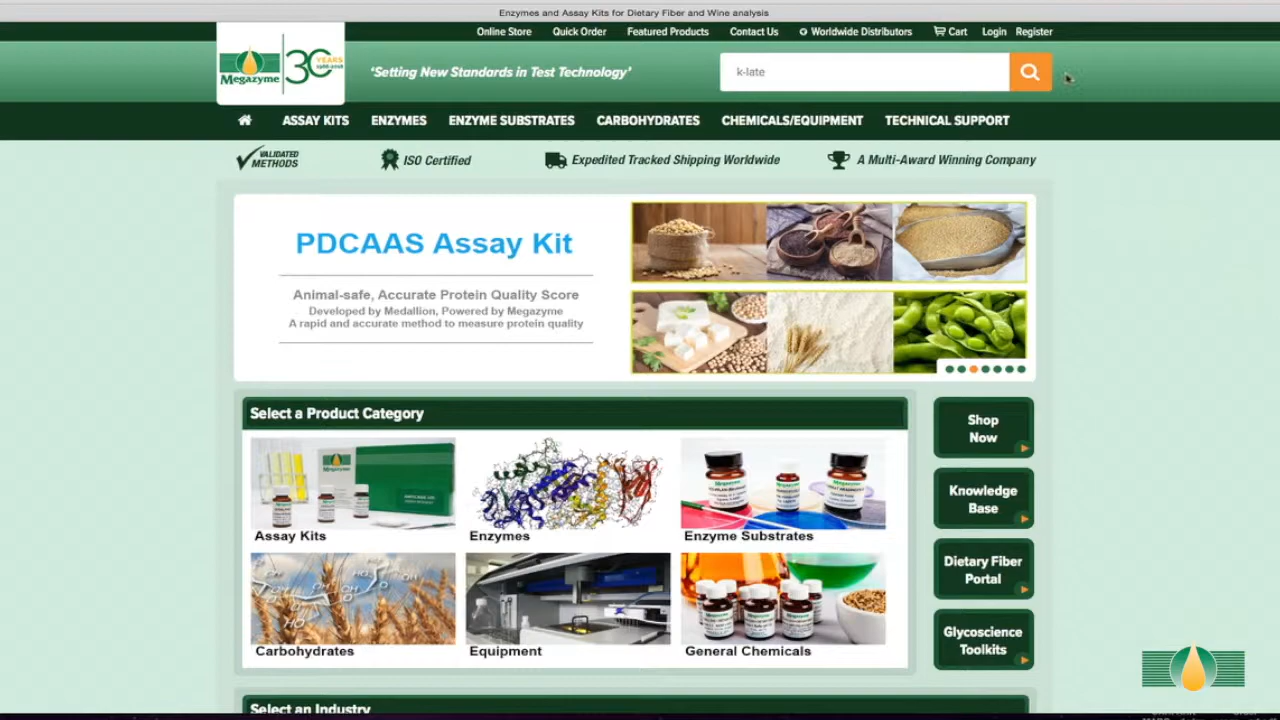 Enzymes and Assay Kits for Dietary Fiber and Wine analysis
Online Store Quick Order Featured Products Contact Us Worldwide Distributors Cart Login Register
Megazyme 30 YEARS
'Setting New Standards in Test Technology'
k-late
ASSAY KITS ENZYMES ENZYME SUBSTRATES CARBOHYDRATES CHEMICALS/EQUIPMENT TECHNICAL SUPPORT
VALIDATED METHODS ISO Certified Expedited Tracked Shipping Worldwide A Multi-Award Winning Company
PDCAAS Assay Kit
Animal-safe, Accurate Protein Quality Score
Developed by Medallion, Powered by Megazyme
A rapid and accurate method to measure protein quality
Select a Product Category
Shop Now
Knowledge Base
Assay Kits Enzymes Enzyme Substrates
Dietary Fiber Portal
Glycoscience Toolkits
Carbohydrates Equipment General Chemicals
Select an Industry